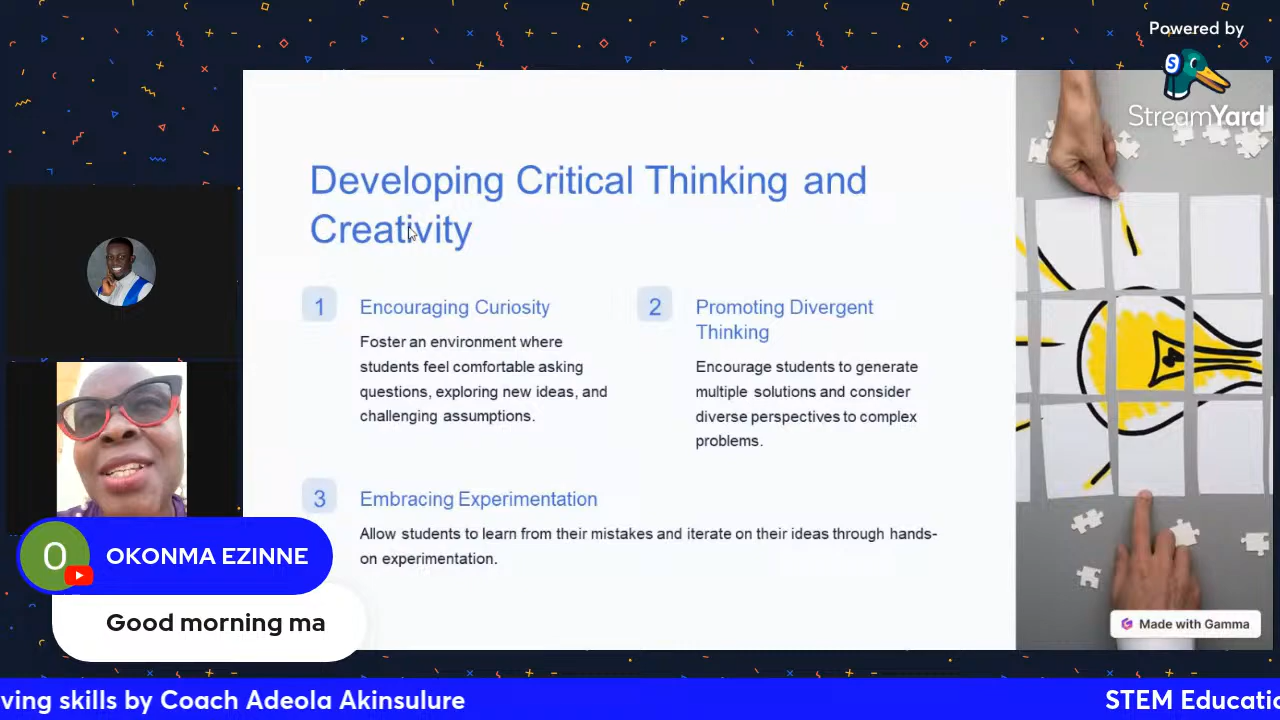 Powered by
StreamYard
Developing Critical Thinking and
Creativity
1
Encouraging Curiosity
Foster an environment where
students feel comfortable asking
questions, exploring new ideas, and
challenging assumptions.
2
Promoting Divergent
Thinking
Encourage students to generate
multiple solutions and consider
diverse perspectives to complex
problems.
3
Embracing Experimentation
Allow students to learn from their mistakes and iterate on their ideas through hands-
on experimentation.
O
OKONMA EZINNE
Good morning ma
Made with Gamma
ving skills by Coach Adeola Akinsulure
STEM Educatio